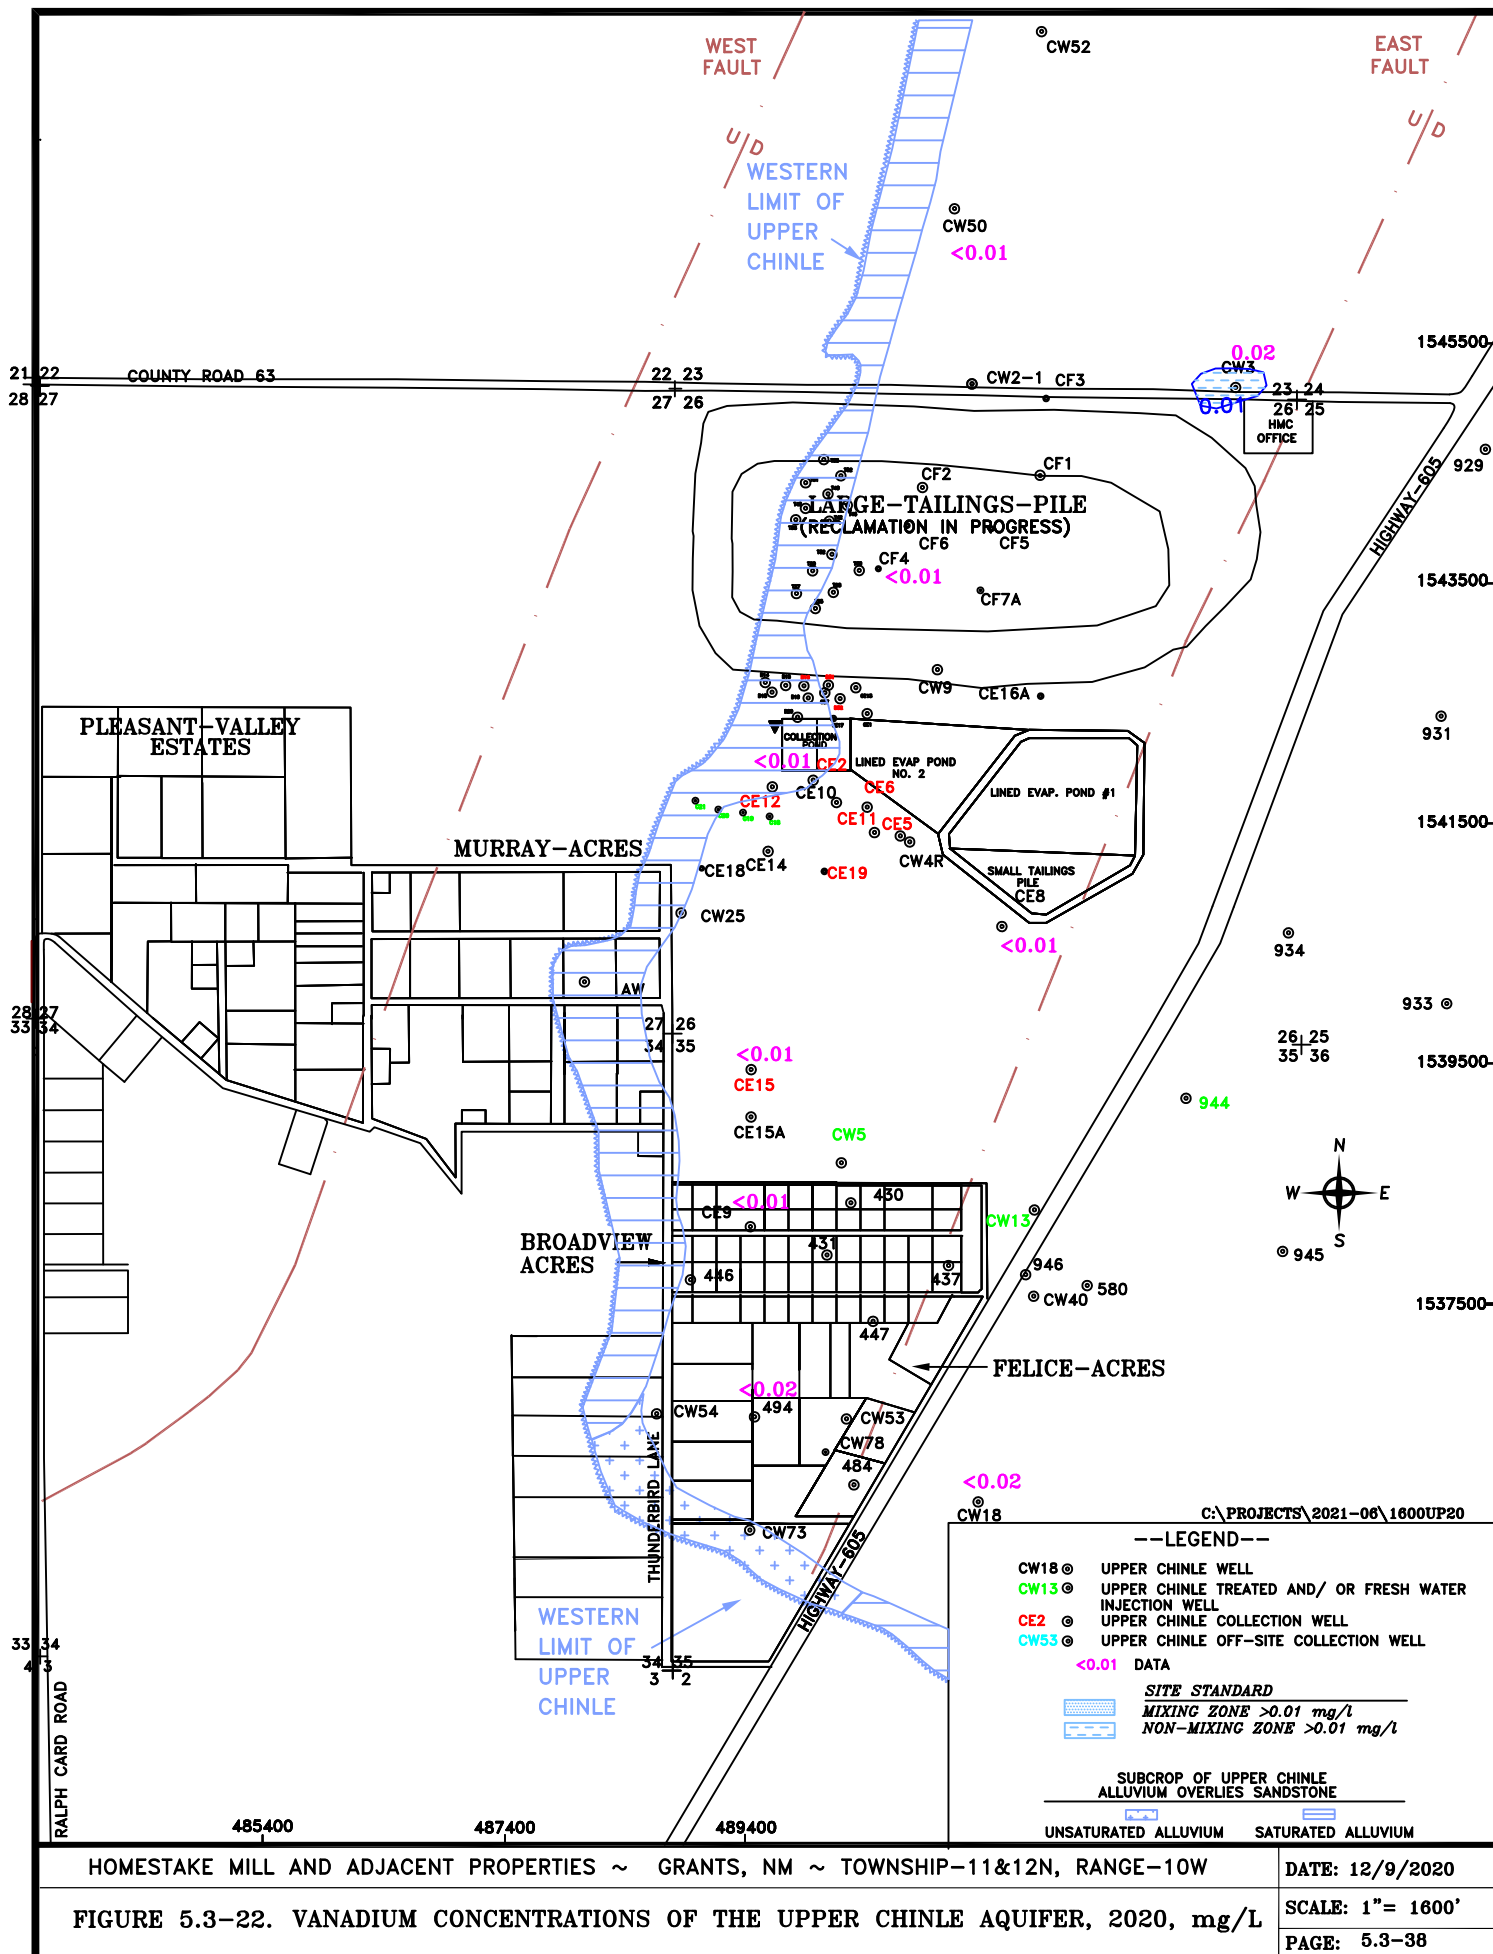 WEST
FAULT
EAST
FAULT
CW52
U/D
U/D
WESTERN
LIMIT OF
UPPER
CHINLE
CW50
<0.01
1545500
0.02
CW3
0.01
21 22
28 27
COUNTY ROAD 63
22 23
27 26
CW2-1
CF3
23 24
26 25
HMC
OFFICE
929
HIGHWAY-605
CF2
CF1
LARGE-TAILINGS-PILE
(RECLAMATION IN PROGRESS)
CF6
CF5
CF4
<0.01
CF7A
1543500
CW9
CE16A
931
PLEASANT-VALLEY
ESTATES
COLLECTION
POND
<0.01
CE2
LINED EVAP POND
NO. 2
LINED EVAP. POND #1
CE10
CE6
CE12
CE11
CE5
1541500
MURRAY-ACRES
CE14
CW4R
CE18
CE19
SMALL TAILINGS
PILE
CE8
CW25
<0.01
934
AW
933
28 27
33 34
27 26
34 35
26 25
35 36
<0.01
CE15
1539500
944
CE15A
CW5
N
W E
S
<0.01
CE9
430
CW13
BROADVIEW
ACRES
431
945
446
437
946
580
CW40
1537500
447
FELICE-ACRES
<0.02
494
CW54
CW53
CW78
484
THUNDERBIRD LANE
<0.02
CW18
CW73
HIGHWAY-605
C:\PROJECTS\2021-06\1600UP20
--LEGEND--
CW18 UPPER CHINLE WELL
CW13 UPPER CHINLE TREATED AND/ OR FRESH WATER
INJECTION WELL
CE2 UPPER CHINLE COLLECTION WELL
CW53 UPPER CHINLE OFF-SITE COLLECTION WELL
<0.01 DATA
SITE STANDARD
MIXING ZONE >0.01 mg/l
NON-MIXING ZONE >0.01 mg/l
SUBCROP OF UPPER CHINLE
ALLUVIUM OVERLIES SANDSTONE
UNSATURATED ALLUVIUM SATURATED ALLUVIUM
WESTERN
LIMIT OF
UPPER
CHINLE
33 34
4 3
34 35
3 2
RALPH CARD ROAD
485400
487400
489400
HOMESTAKE MILL AND ADJACENT PROPERTIES ~ GRANTS, NM ~ TOWNSHIP-11&12N, RANGE-10W
DATE: 12/9/2020
FIGURE 5.3-22. VANADIUM CONCENTRATIONS OF THE UPPER CHINLE AQUIFER, 2020, mg/L
SCALE: 1"= 1600'
PAGE: 5.3-38